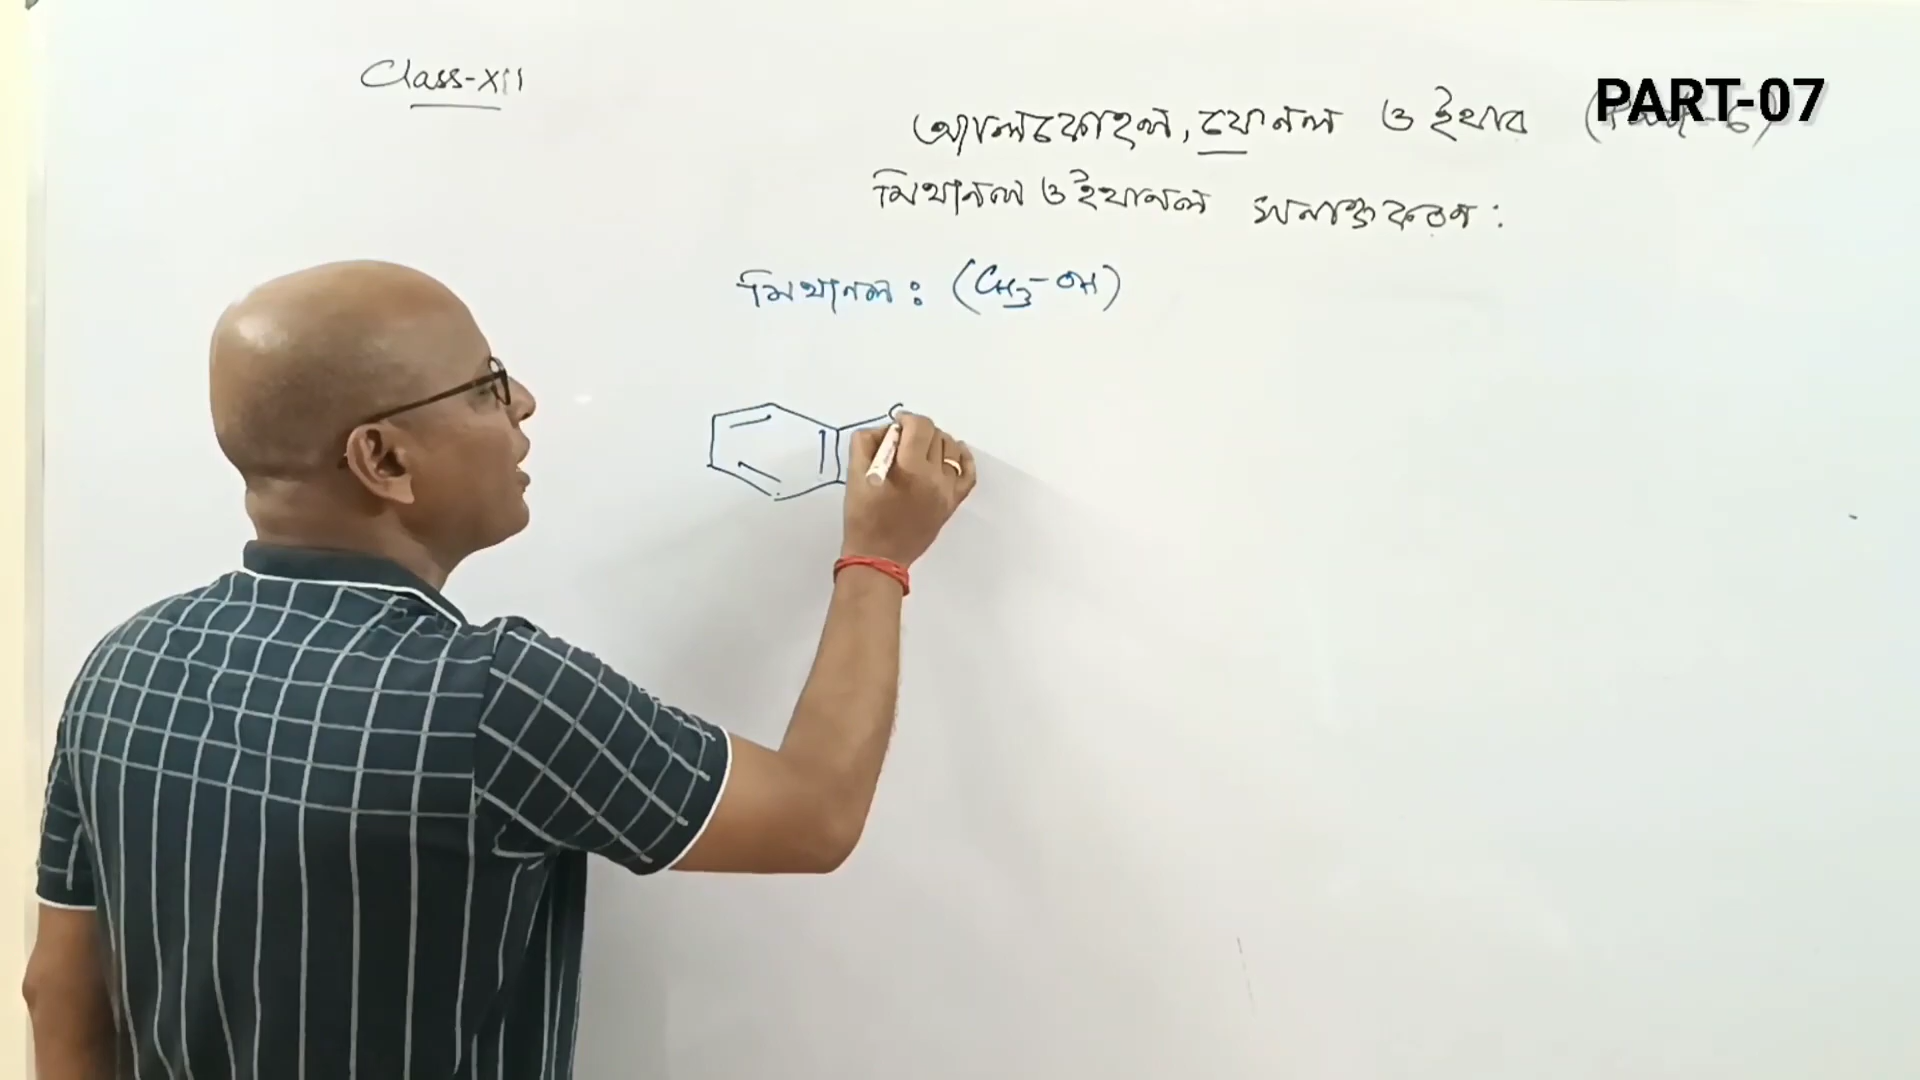 Class-XII
PART-07
অ্যালকোহল, ফেনল ও ইথার
মিথানল ও ইথানল সনাক্তকরণ :
মিথানল : (CH3-OH)